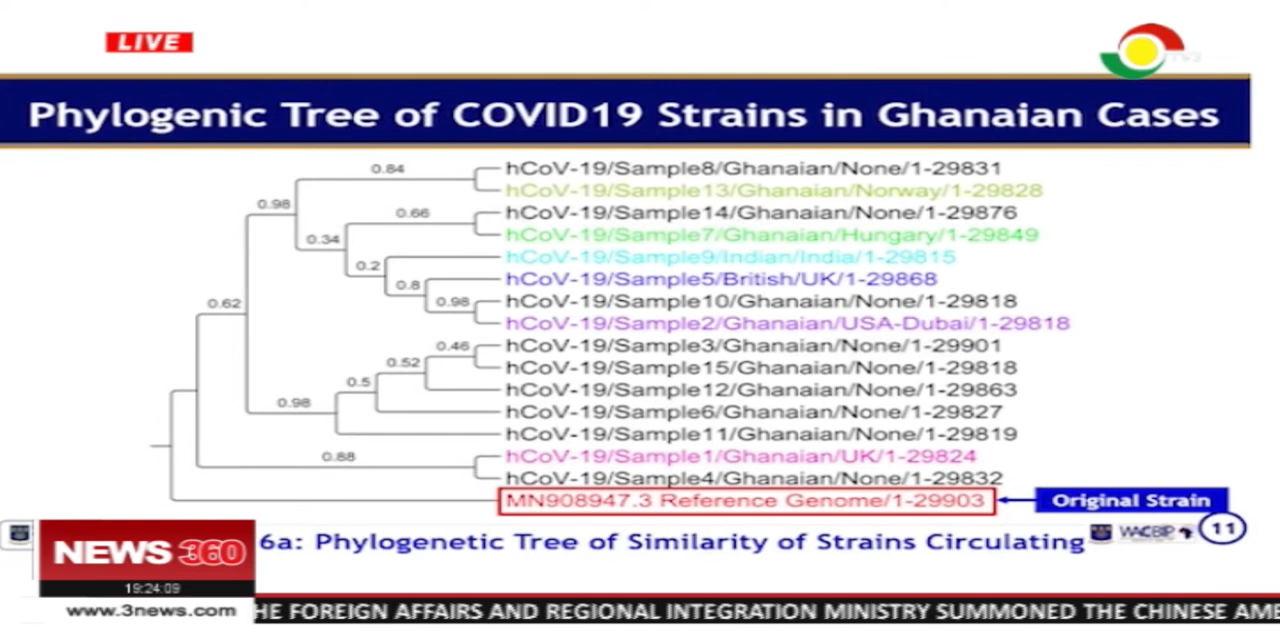 LIVE
Phylogenic Tree of COVID19 Strains in Ghanaian Cases
0.84
hCoV-19/Sample8/Ghanaian/None/1-29831
hCoV-19/Sample13/Ghanaian/Norway/1-29828
0.98
0.66
hCoV-19/Sample14/Ghanaian/None/1-29876
0.34
hCoV-19/Sample7/Ghanaian/Hungary/1-29849
0.2
hCoV-19/Sample9/Indian/India/1-29815
0.8
hCoV-19/Sample5/British/UK/1-29868
0.62
0.98
hCoV-19/Sample10/Ghanaian/None/1-29818
hCoV-19/Sample2/Ghanaian/USA-Dubai/1-29818
0.46
hCoV-19/Sample3/Ghanaian/None/1-29901
0.52
hCoV-19/Sample15/Ghanaian/None/1-29818
0.5
hCoV-19/Sample12/Ghanaian/None/1-29863
0.98
hCoV-19/Sample6/Ghanaian/None/1-29827
hCoV-19/Sample11/Ghanaian/None/1-29819
0.88
hCoV-19/Sample1/Ghanaian/UK/1-29824
hCoV-19/Sample4/Ghanaian/None/1-29832
MN908947.3 Reference Genome/1-29903
Original Strain
6a: Phylogenetic Tree of Similarity of Strains Circulating
WACBIP
11
NEWS 360
19:24:09
www.3news.com
HE FOREIGN AFFAIRS AND REGIONAL INTEGRATION MINISTRY SUMMONED THE CHINESE AMB